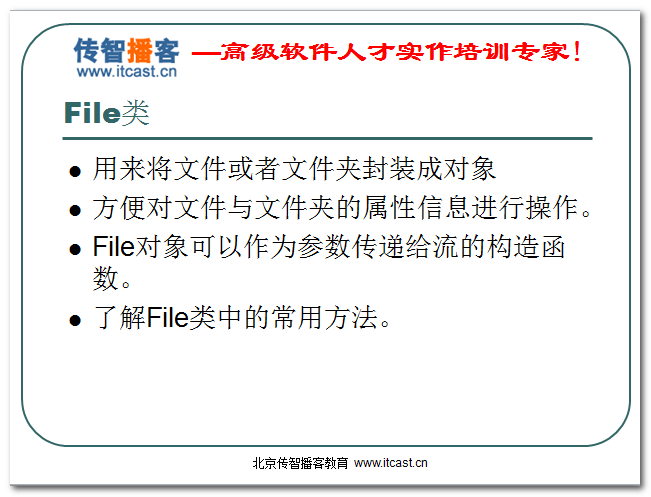 传智播客 —高级软件人才实作培训专家!
www.itcast.cn
File类
● 用来将文件或者文件夹封装成对象
● 方便对文件与文件夹的属性信息进行操作。
● File对象可以作为参数传递给流的构造函
数。
● 了解File类中的常用方法。
北京传智播客教育 www.itcast.cn